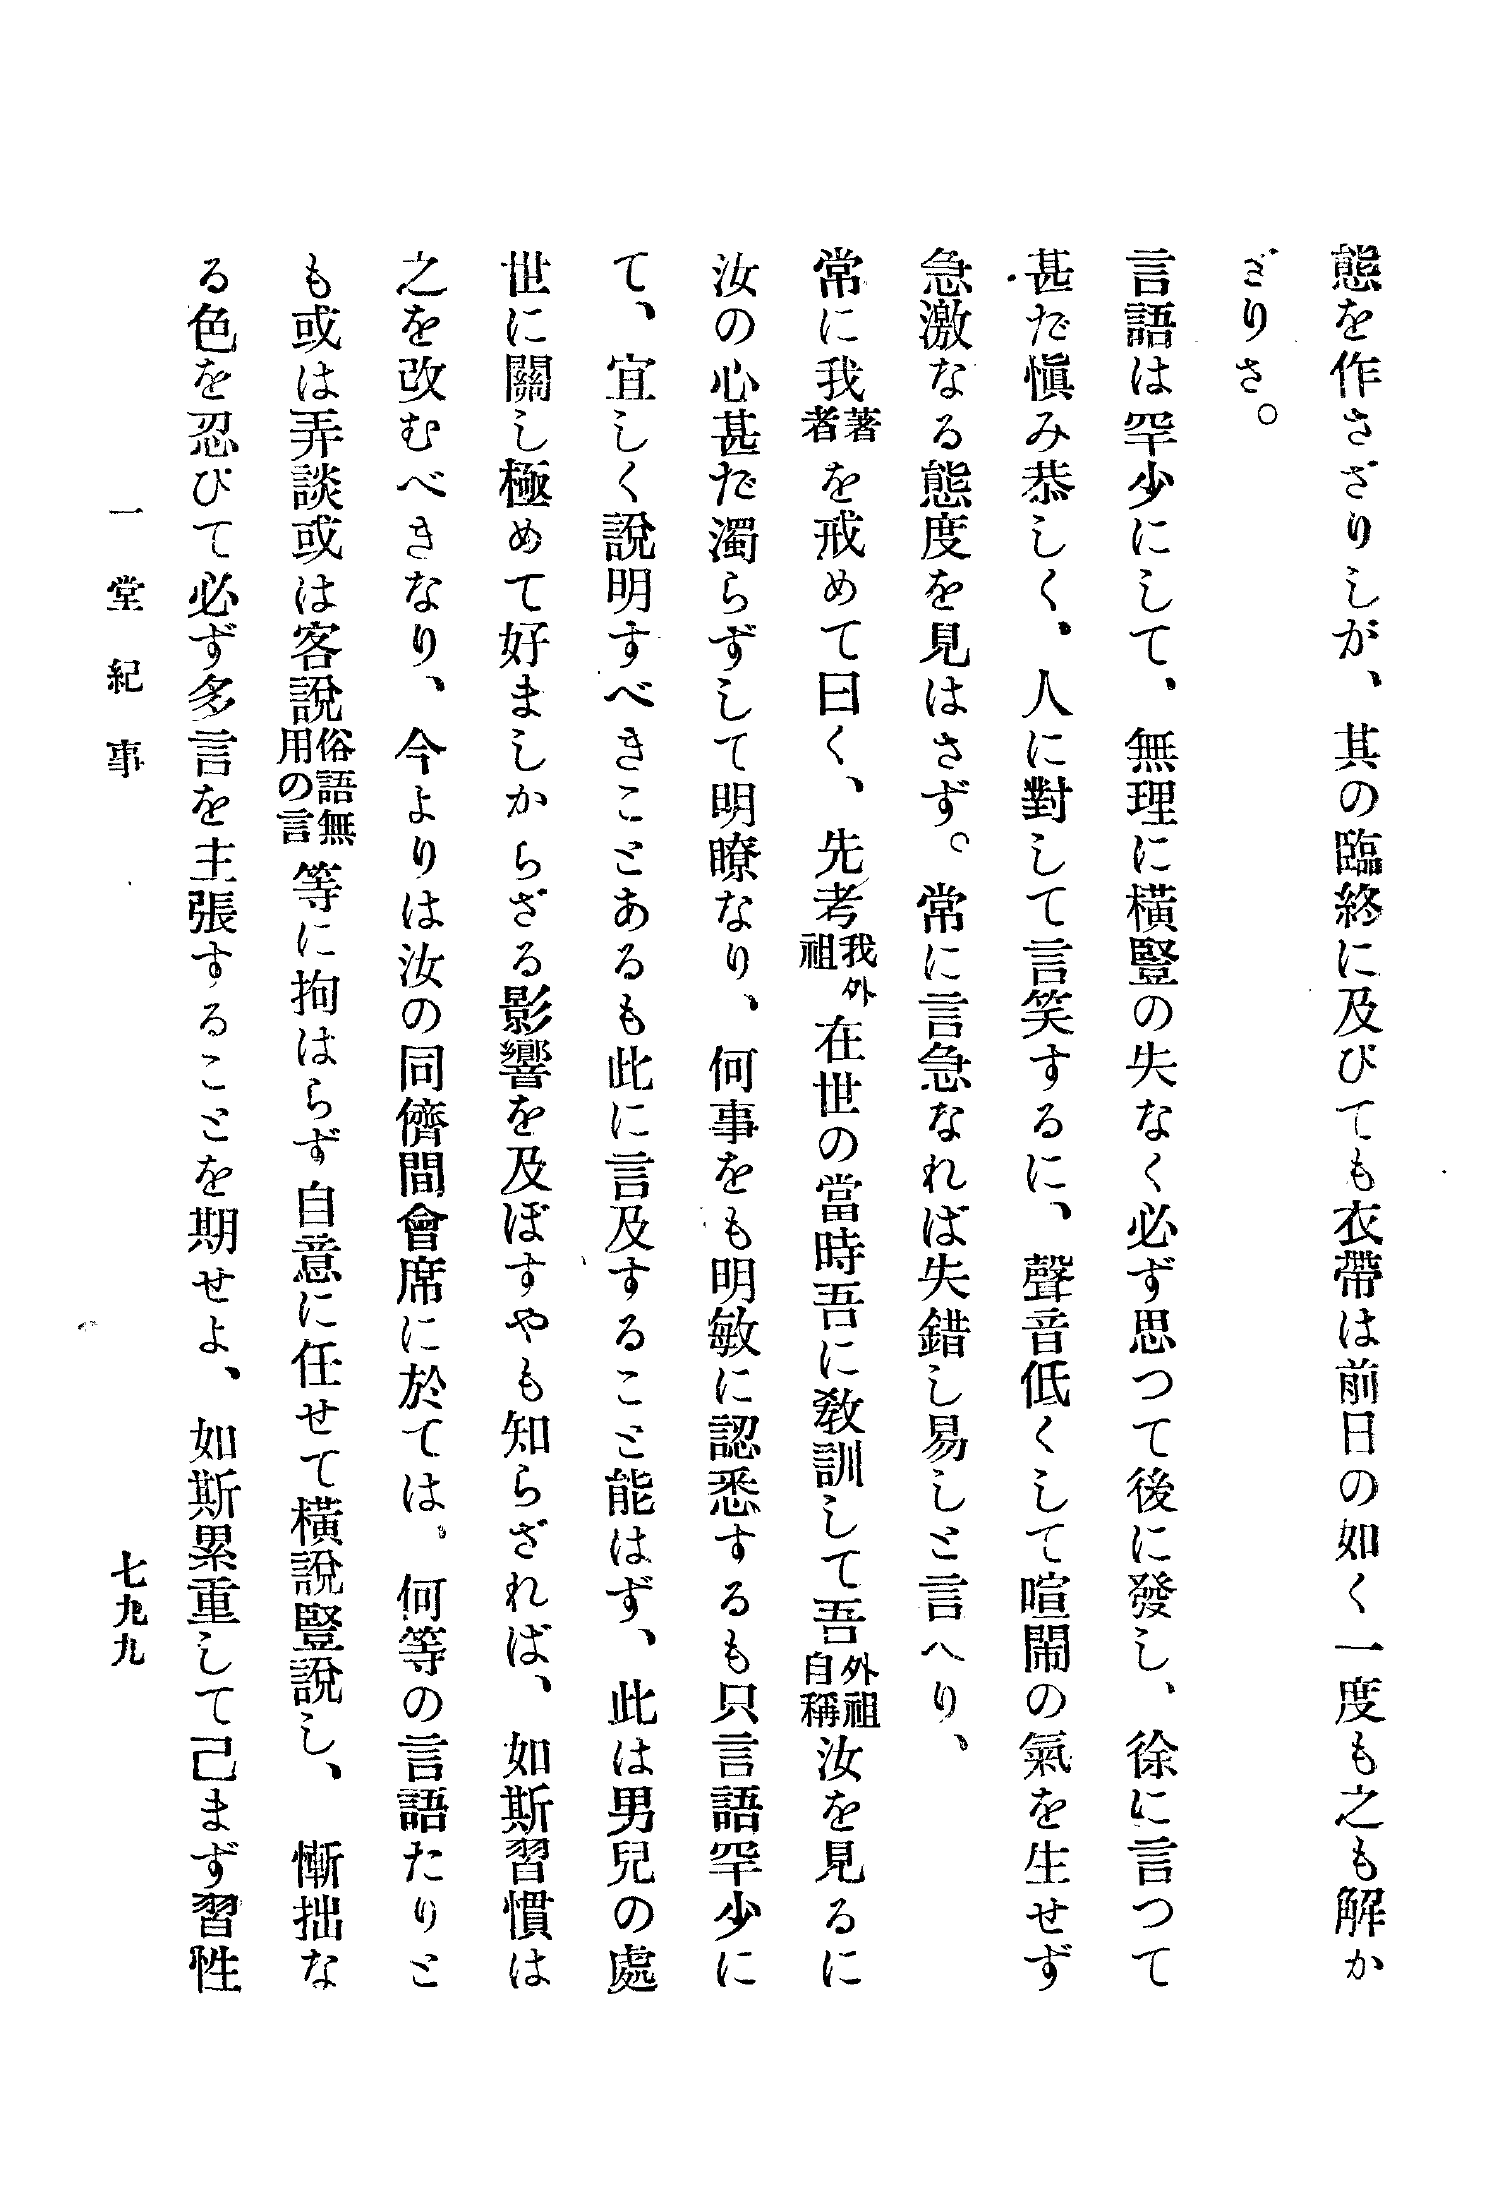 態を作さざりしが、其の臨終に及びても衣帶は前日の如く一度も之も解か
ざりき。
言語は罕少にして、無理に橫豎の失なく必ず思つて後に發し、徐に言つて
甚だ愼み恭しく、人に對して言笑するに、聲音低くして喧鬧の氣を生せず
急激なる態度を見はさず。常に言急なれば失錯し易しと言へり、
常に我著者を戒めて曰く、先考我外祖在世の當時吾に敎訓して吾外祖自稱汝を見るに
汝の心甚だ濁らずして明瞭なり、何事をも明敏に認悉するも只言語罕少に
て、宜しく說明すべきことあるも此に言及すること能はず、此は男兒の處
世に關し極めて好ましからざる影響を及ぼすやも知らざれば、如斯習慣は
之を改むべきなり、今よりは汝の同儕間會席に於ては、何等の言語たりと
も或は弄談或は客說俗語無用の言等に拘はらず自意に任せて橫說豎說し、慚拙な
る色を忍びて必ず多言を主張することを期せよ、如斯累重して己まず習性
一堂紀事
七九九